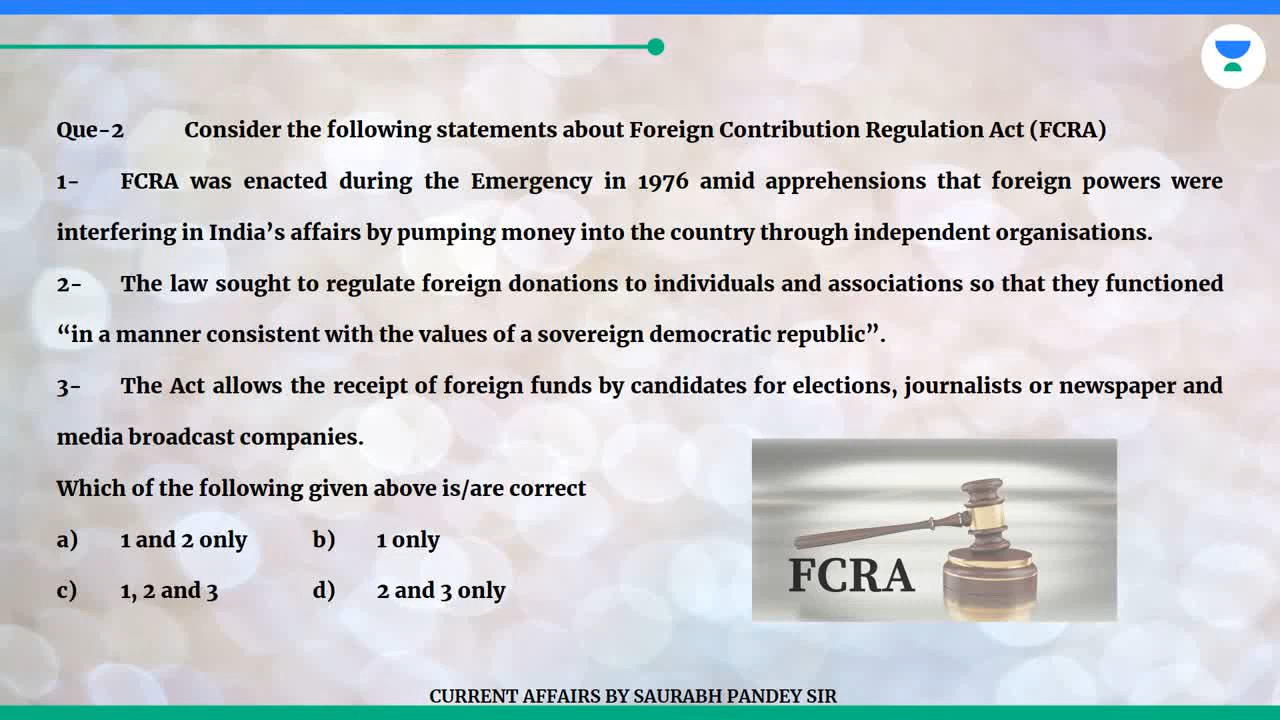 Que-2 Consider the following statements about Foreign Contribution Regulation Act (FCRA)
1- FCRA was enacted during the Emergency in 1976 amid apprehensions that foreign powers were
interfering in India’s affairs by pumping money into the country through independent organisations.
2- The law sought to regulate foreign donations to individuals and associations so that they functioned
“in a manner consistent with the values of a sovereign democratic republic”.
3- The Act allows the receipt of foreign funds by candidates for elections, journalists or newspaper and
media broadcast companies.
Which of the following given above is/are correct
a) 1 and 2 only b) 1 only
c) 1, 2 and 3 d) 2 and 3 only
FCRA
CURRENT AFFAIRS BY SAURABH PANDEY SIR